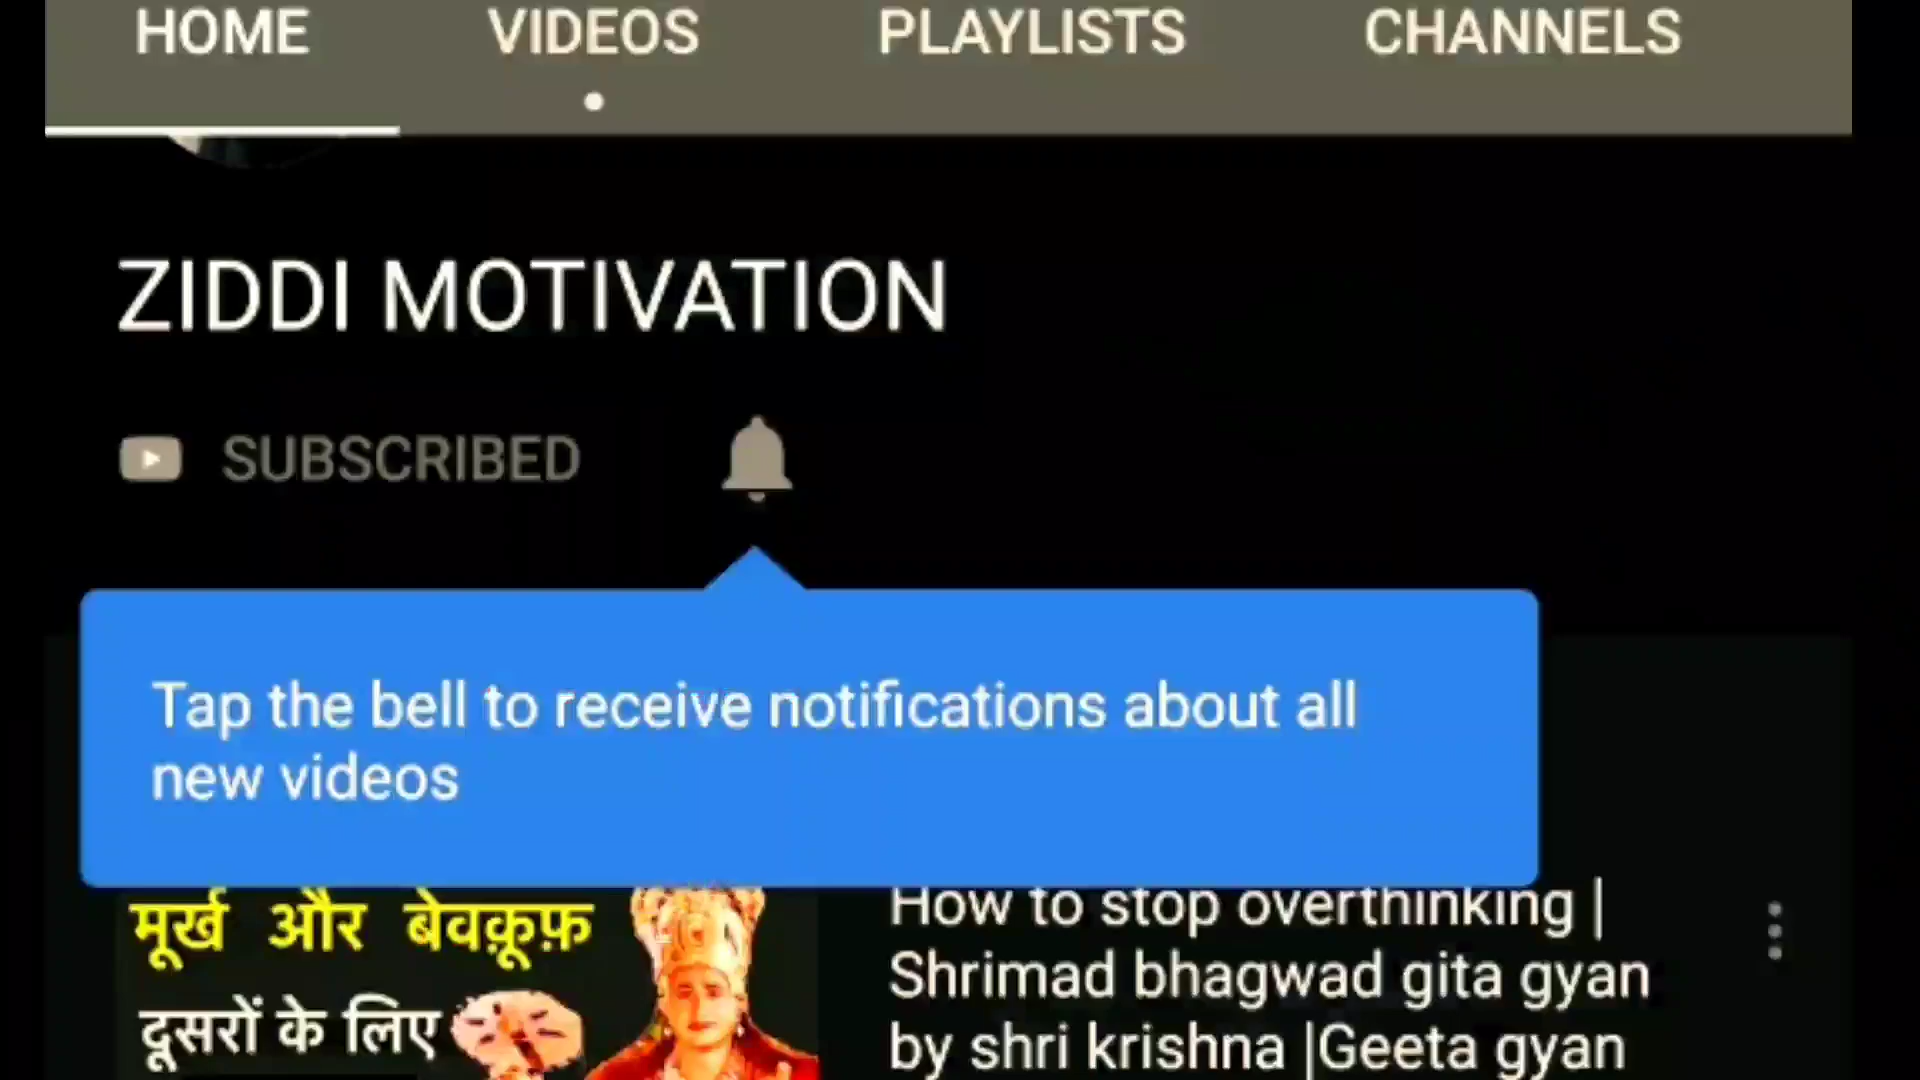 HOME VIDEOS PLAYLISTS CHANNELS
ZIDDI MOTIVATION
SUBSCRIBED
Tap the bell to receive notifications about all
new videos
मूर्ख और बेवक़ूफ़
दूसरों के लिए
How to stop overthinking |
Shrimad bhagwad gita gyan
by shri krishna |Geeta gyan